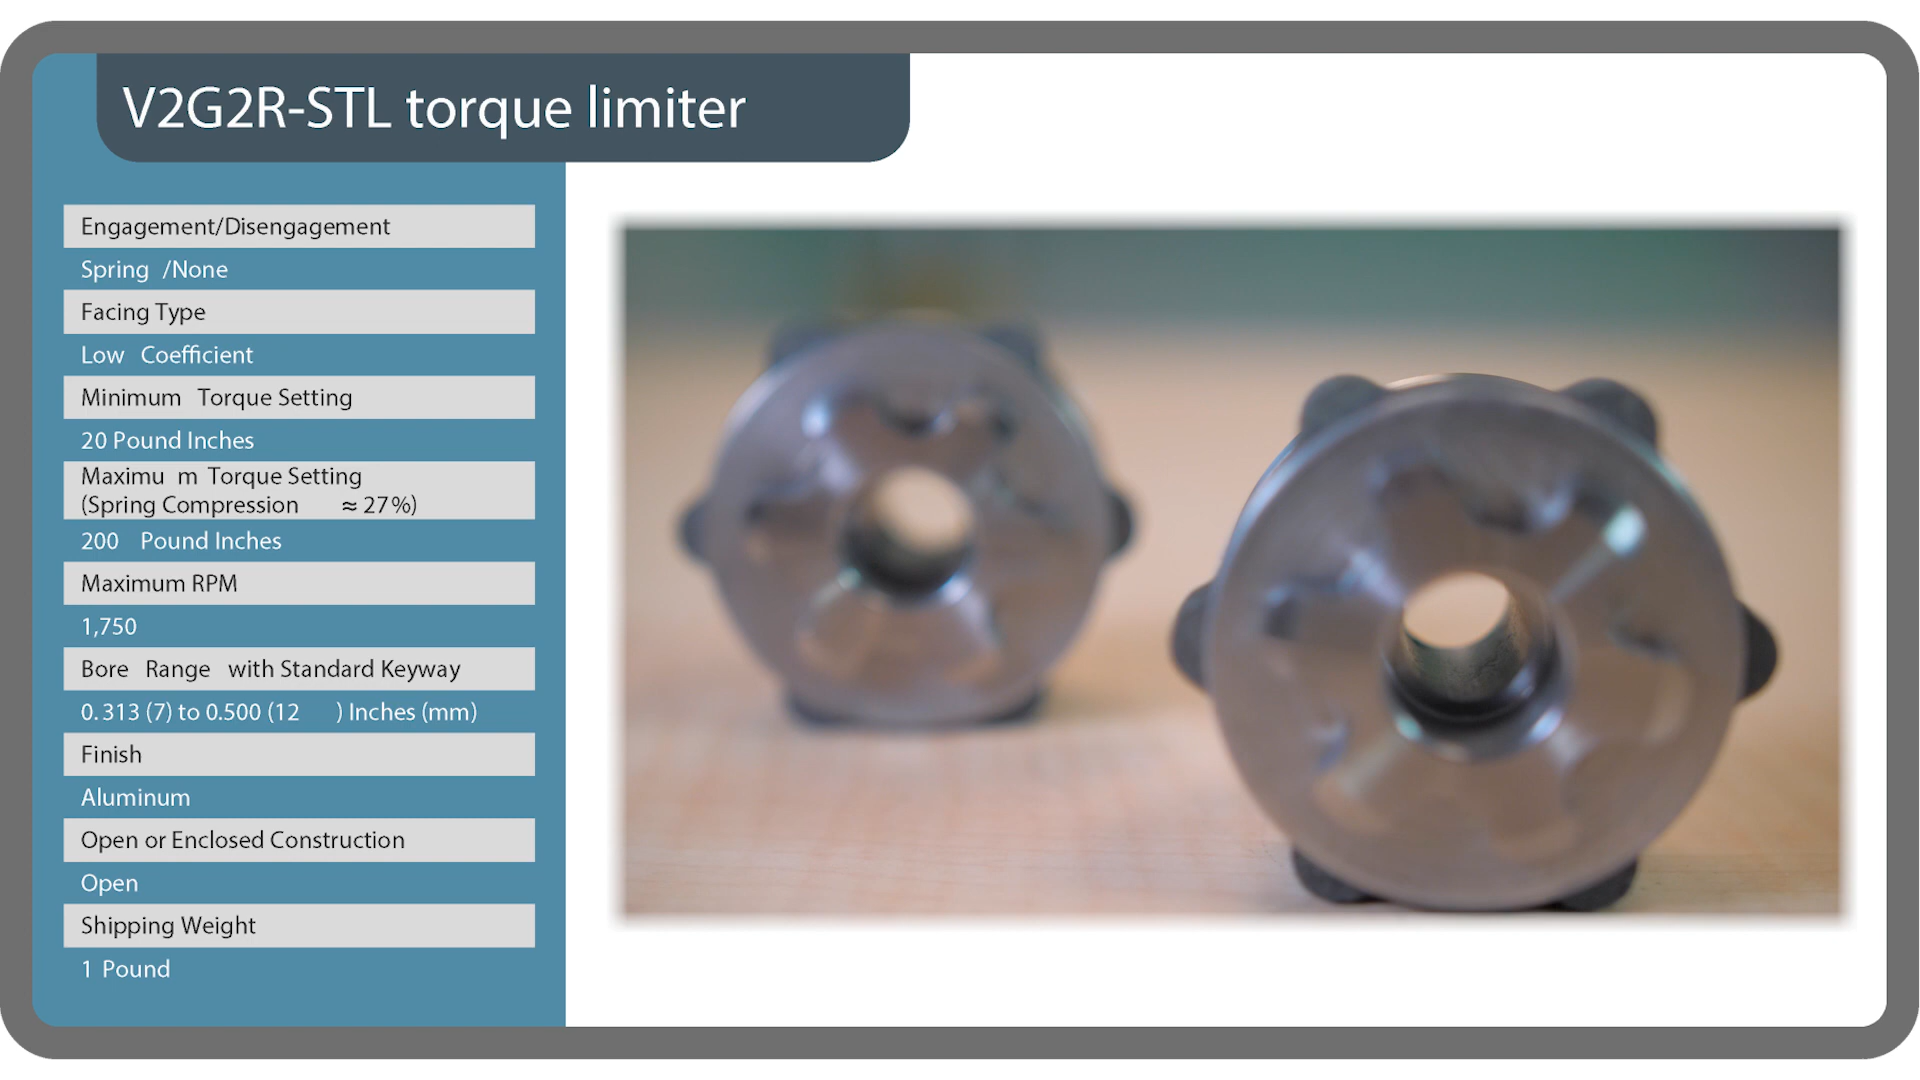 V2G2R-STL torque limiter
Engagement/Disengagement
Spring /None
Facing Type
Low Coefficient
Minimum Torque Setting
20 Pound Inches
Maximu m Torque Setting
(Spring Compression ≈ 27%)
200 Pound Inches
Maximum RPM
1,750
Bore Range with Standard Keyway
0.313 (7) to 0.500 (12 ) Inches (mm)
Finish
Aluminum
Open or Enclosed Construction
Open
Shipping Weight
1 Pound